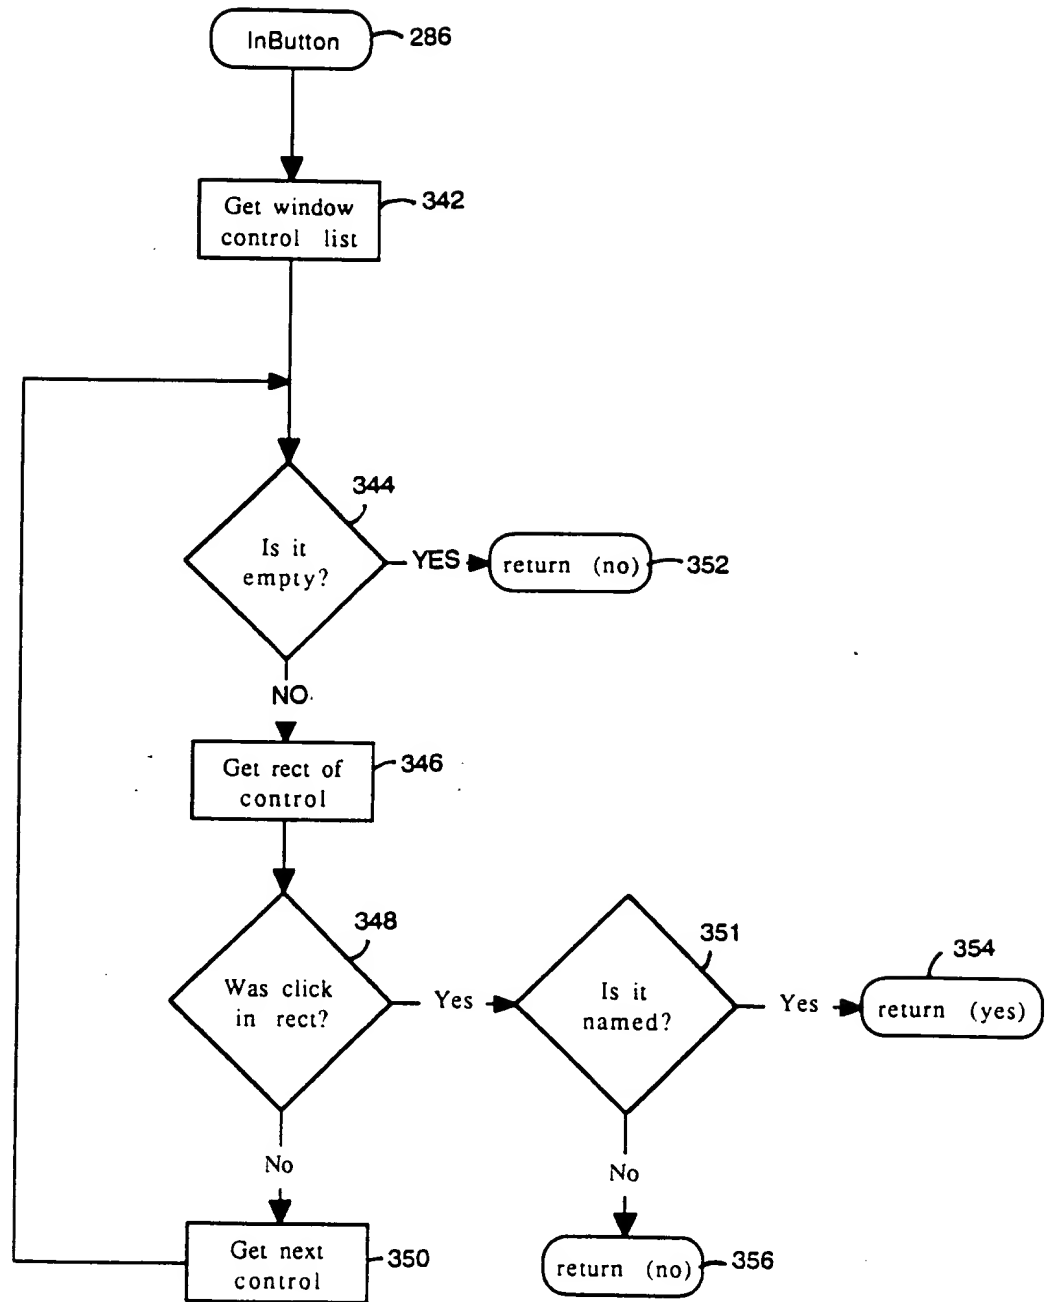 InButton
286
Get window
control list
342
344
Is it
empty?
YES
return (no)
352
NO
Get rect of
control
346
348
Was click
in rect?
Yes
351
Is it
named?
Yes
354
return (yes)
No
No
Get next
control
350
return (no)
356